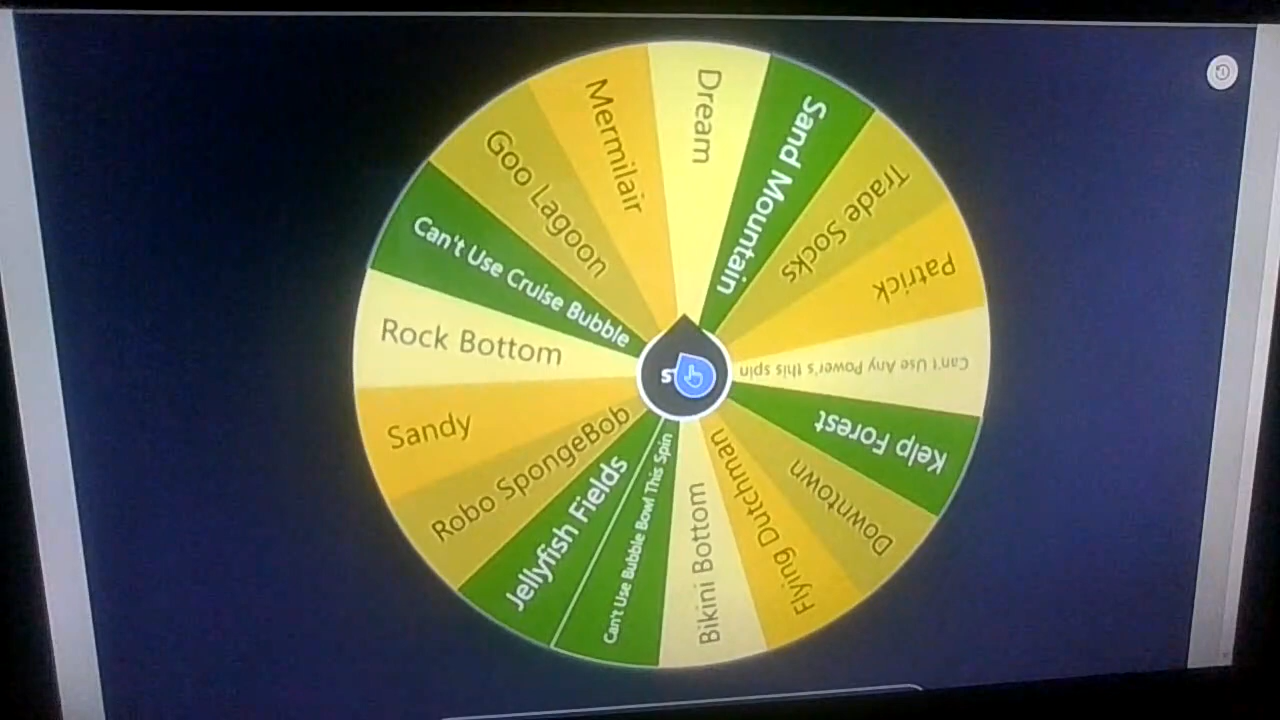 Dream
Sand Mountain
Trade Socks
Patrick
Can't Use Any Power's this spin
Kelp Forest
Downtown
Flying Dutchman
Bikini Bottom
Can't Use Bubble Bowl This Spin
Jellyfish Fields
Robo SpongeBob
Sandy
Rock Bottom
Can't Use Cruise Bubble
Goo Lagoon
Mermilair